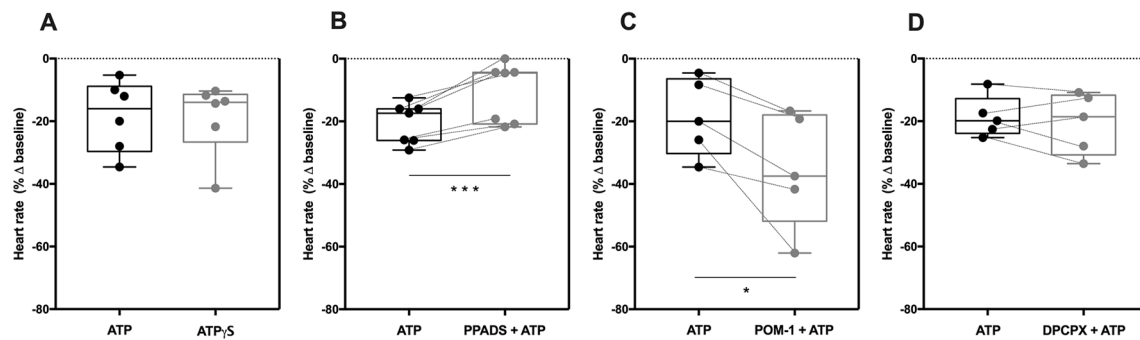 A
B
C
D
Heart rate (% Δ baseline)
0
-20
-40
-60
-80
ATP
ATPγS
Heart rate (% Δ baseline)
0
-20
-40
-60
-80
***
ATP
PPADS + ATP
Heart rate (% Δ baseline)
0
-20
-40
-60
-80
*
ATP
POM-1 + ATP
Heart rate (% Δ baseline)
0
-20
-40
-60
-80
ATP
DPCPX + ATP